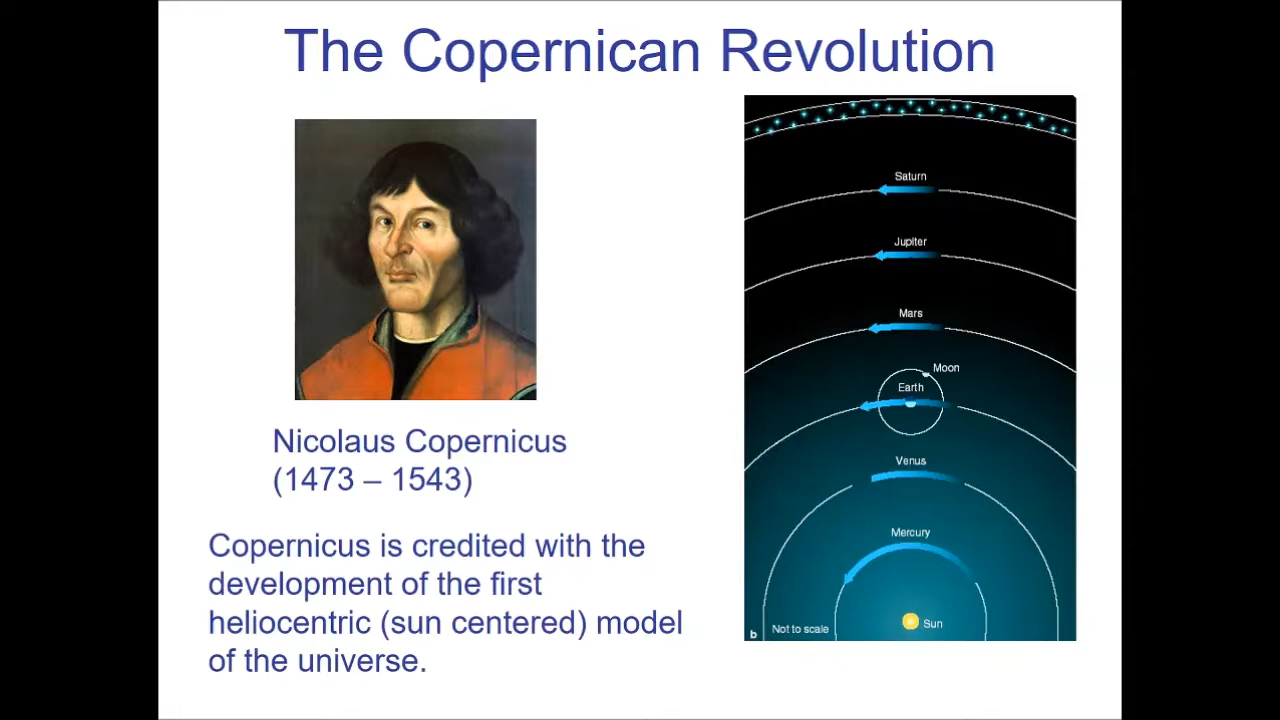 The Copernican Revolution
Nicolaus Copernicus
(1473 – 1543)
Copernicus is credited with the
development of the first
heliocentric (sun centered) model
of the universe.
Saturn
Jupiter
Mars
Moon
Earth
Venus
Mercury
Sun
b
Not to scale